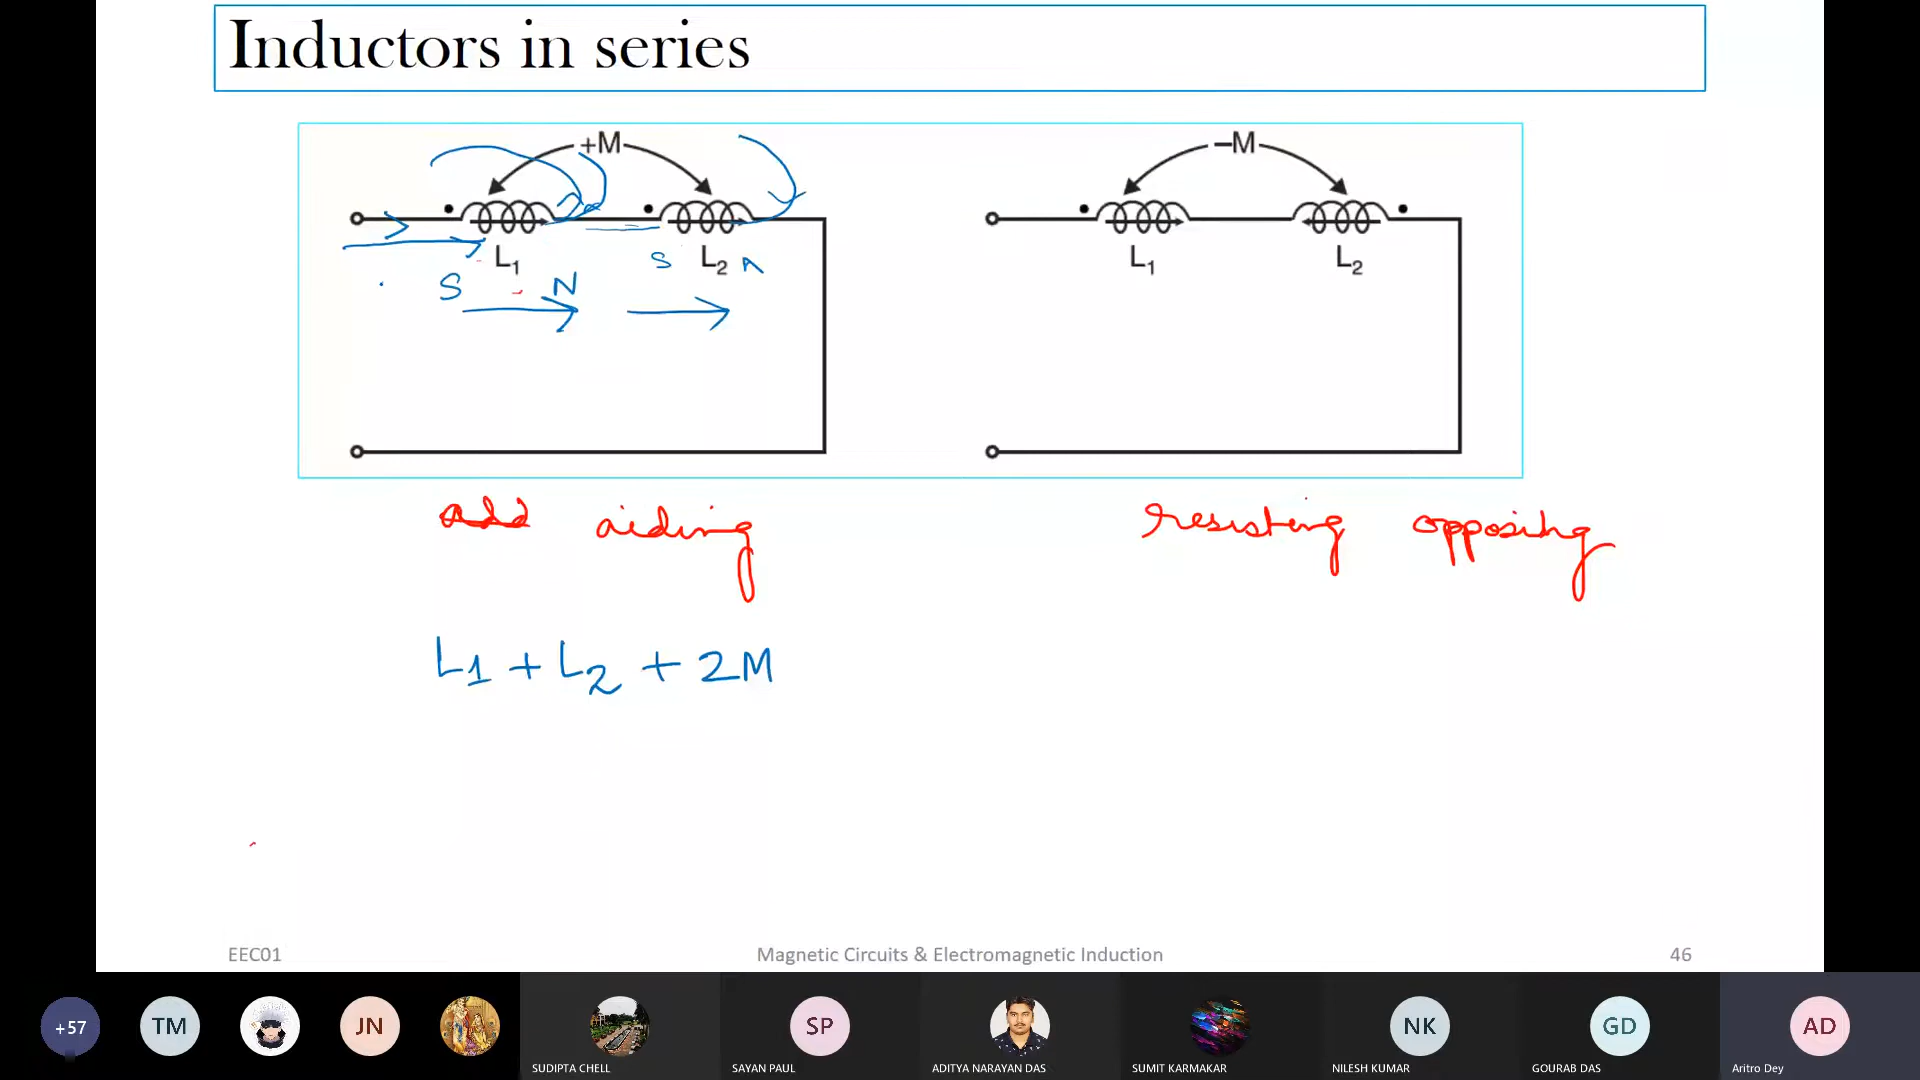 Inductors in series
+M
–M
L1
S L2 N
L1
L2
S N
add aiding
resisting opposing
L1 + L2 + 2M
EEC01
Magnetic Circuits & Electromagnetic Induction
46
+57
TM
JN
SP
NK
GD
AD
SUDIPTA CHELL
SAYAN PAUL
ADITYA NARAYAN DAS
SUMIT KARMAKAR
NILESH KUMAR
GOURAB DAS
Aritro Dey